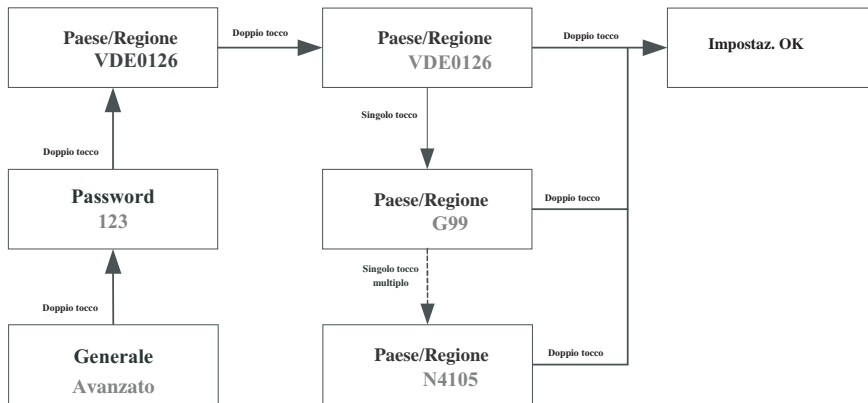 Paese/Regione
VDE0126
Doppio tocco
Paese/Regione
VDE0126
Doppio tocco
Impostaz. OK
Singolo tocco
Doppio tocco
Password
123
Paese/Regione
G99
Doppio tocco
Singolo tocco
multiplo
Doppio tocco
Generale
Avanzato
Paese/Regione
N4105
Doppio tocco